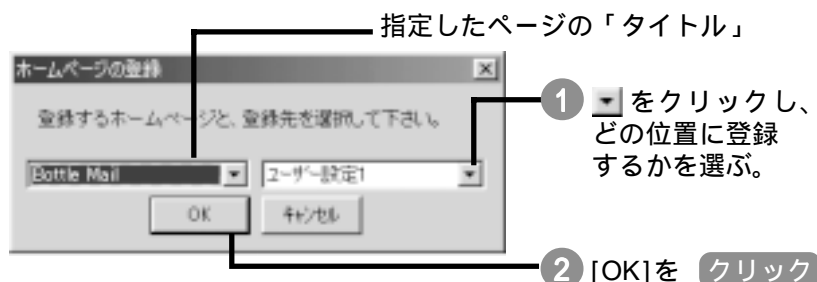 指定したページの「タイトル」
ホームページの登録
登録するホームページと、登録先を選択して下さい。
Bottle Mail
ユーザー設定1
OK
キャンセル
1 をクリックし、
どの位置に登録
するかを選ぶ。
2 [OK]を クリック